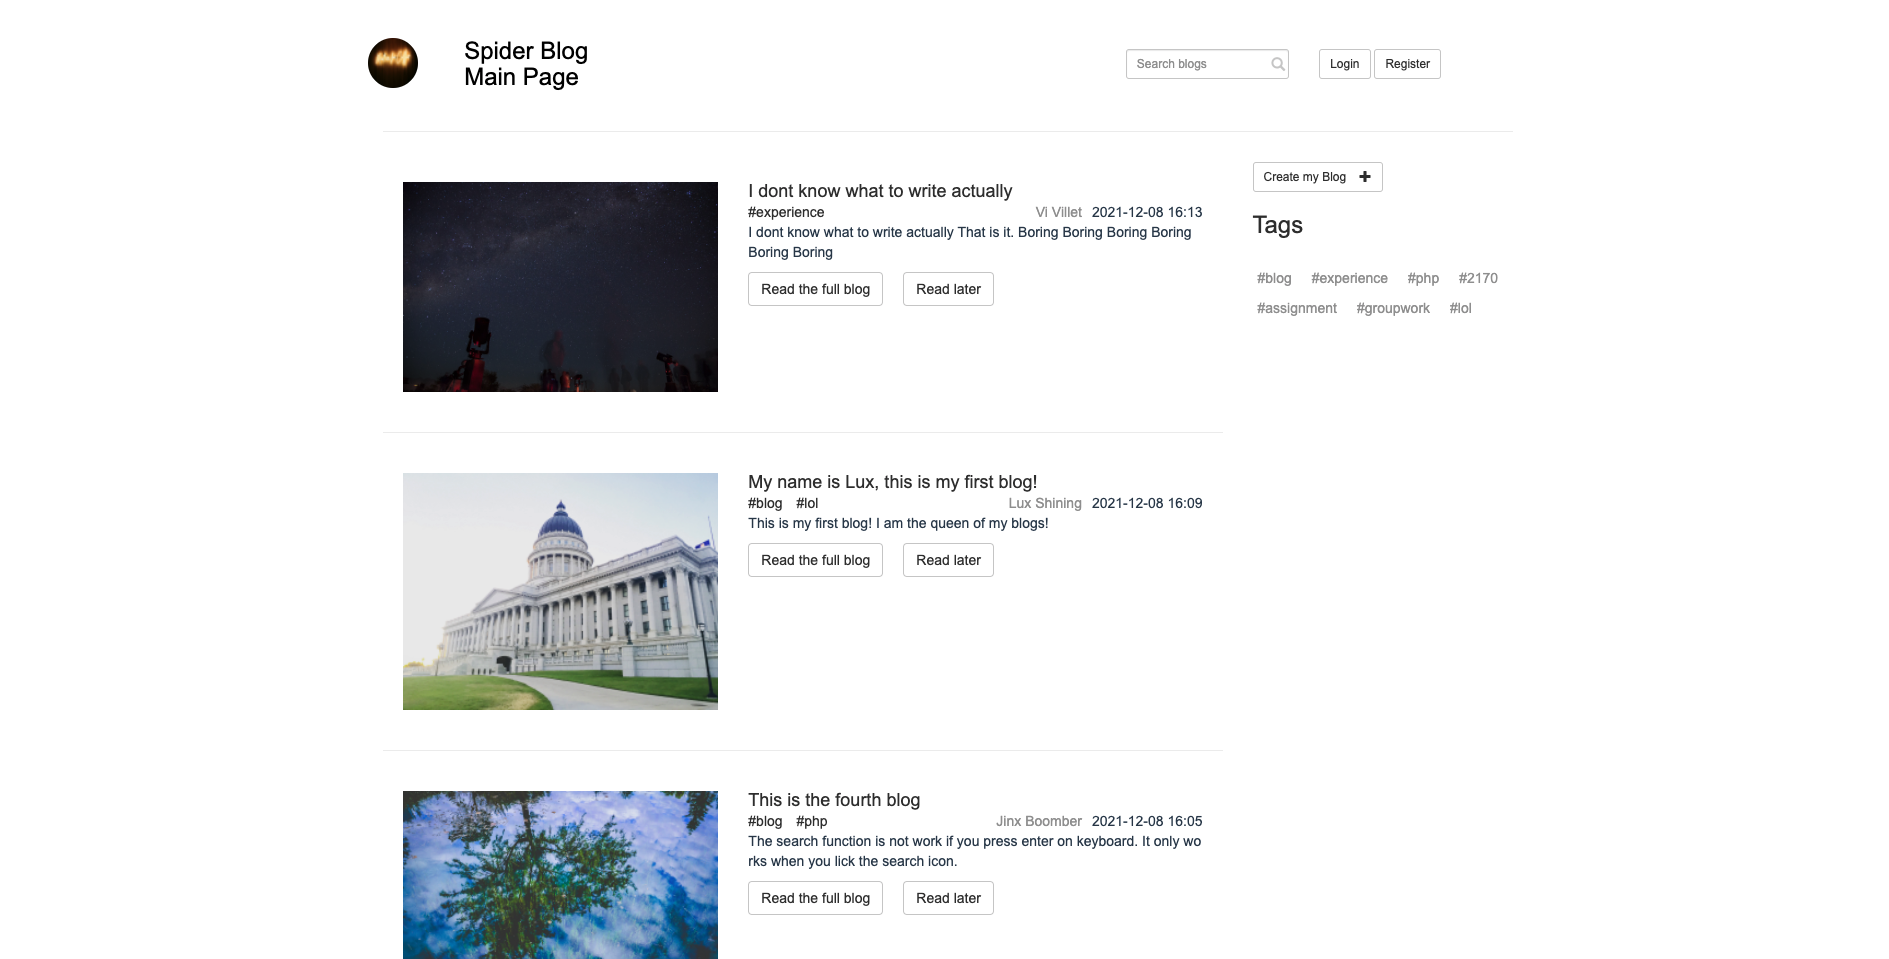 Spider Blog
Main Page
Search blogs
Login
Register
Create my Blog
Tags
#blog #experience #php #2170
#assignment #groupwork #lol
I dont know what to write actually
#experience Vi Villet 2021-12-08 16:13
I dont know what to write actually That is it. Boring Boring Boring Boring
Boring Boring
Read the full blog Read later
My name is Lux, this is my first blog!
#blog #lol Lux Shining 2021-12-08 16:09
This is my first blog! I am the queen of my blogs!
Read the full blog Read later
This is the fourth blog
#blog #php Jinx Boomber 2021-12-08 16:05
The search function is not work if you press enter on keyboard. It only wo
rks when you lick the search icon.
Read the full blog Read later